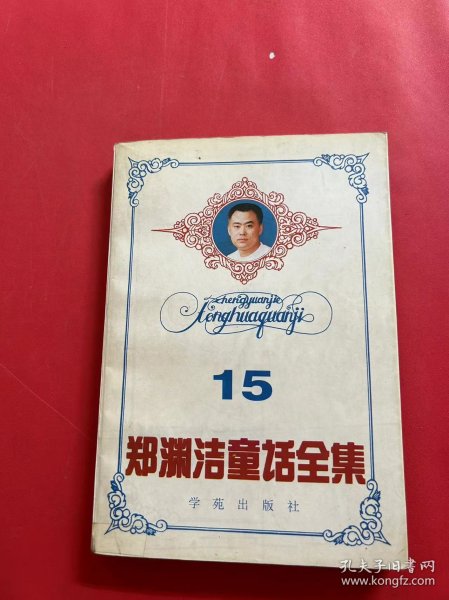 zhengyuanjie
tonghuaquanji
15
郑渊洁童话全集
学苑出版社
孔夫子旧书网
www.kongfz.com